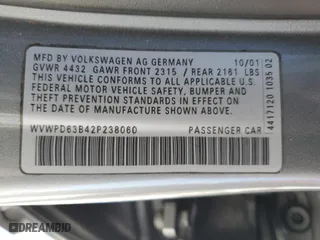 MFD BY VOLKSWAGEN AG GERMANY 10/01
GVWR 4432 GAWR FRONT 2315 / REAR 2161 LBS
THIS VEHICLE CONFORMS TO ALL APPLICABLE U.S.
FEDERAL MOTOR VEHICLE SAFETY, BUMPER AND
THEFT PREVENTION STANDARDS IN EFFECT ON THE
DATE OF MANUFACTURE SHOWN ABOVE
WVWPD63B42P238060 PASSENGER CAR
4417120 1035 02
DREAMBID